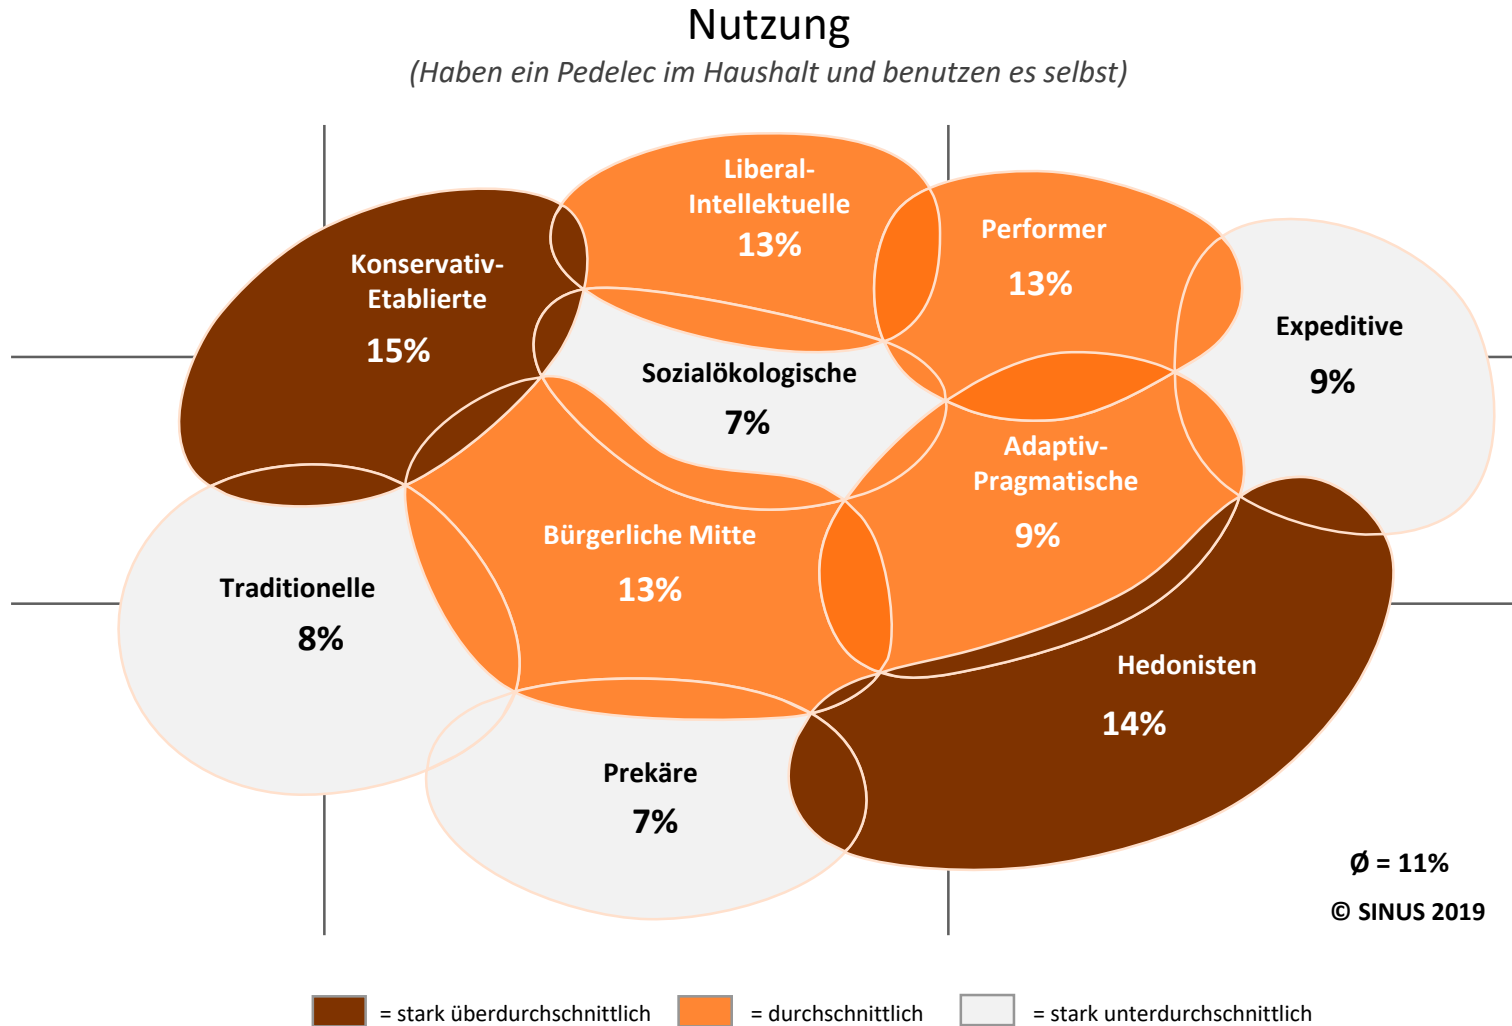 Nutzung
(Haben ein Pedelec im Haushalt und benutzen es selbst)
Liberal-
Intellektuelle
13%
Performer
13%
Konservativ-
Etablierte
15%
Expeditive
9%
Sozialökologische
7%
Adaptiv-
Pragmatische
9%
Bürgerliche Mitte
13%
Traditionelle
8%
Hedonisten
14%
Prekäre
7%
Ø = 11%
© SINUS 2019
= stark überdurchschnittlich
= durchschnittlich
= stark unterdurchschnittlich